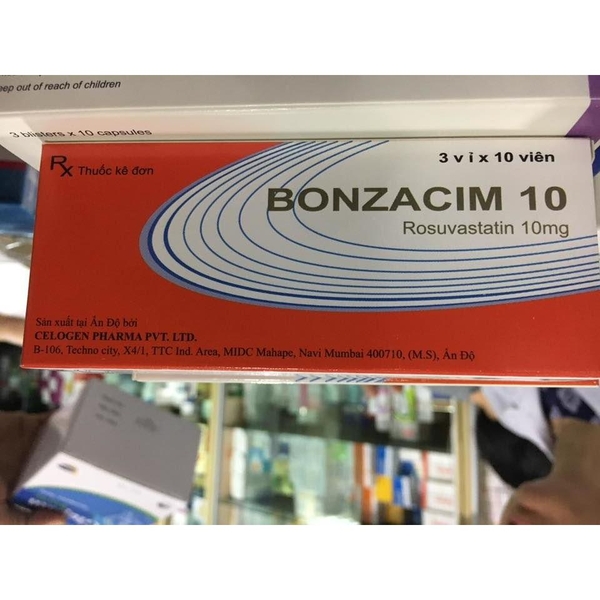 eep out of reach of children
3 blisters x 10 capsules
Rx Thuốc kê đơn
3 vỉ x 10 viên
BONZACIM 10
Rosuvastatin 10mg
Sản xuất tại Ấn Độ bởi
CELOGEN PHARMA PVT. LTD.
B-106, Techno city, X4/1, TTC Ind. Area, MIDC Mahape, Navi Mumbai 400710, (M.S), Ấn Độ